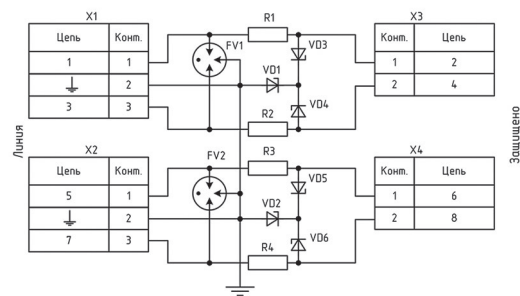 X1
Цепь Конт.
1 1
2
3 3
FV1
R1
VD3
VD1
VD4
R2
X3
Конт. Цепь
1 2
2 4
Линия
Защищено
X2
Цепь Конт.
5 1
2
7 3
FV2
R3
VD5
VD2
VD6
R4
X4
Конт. Цепь
1 6
2 8